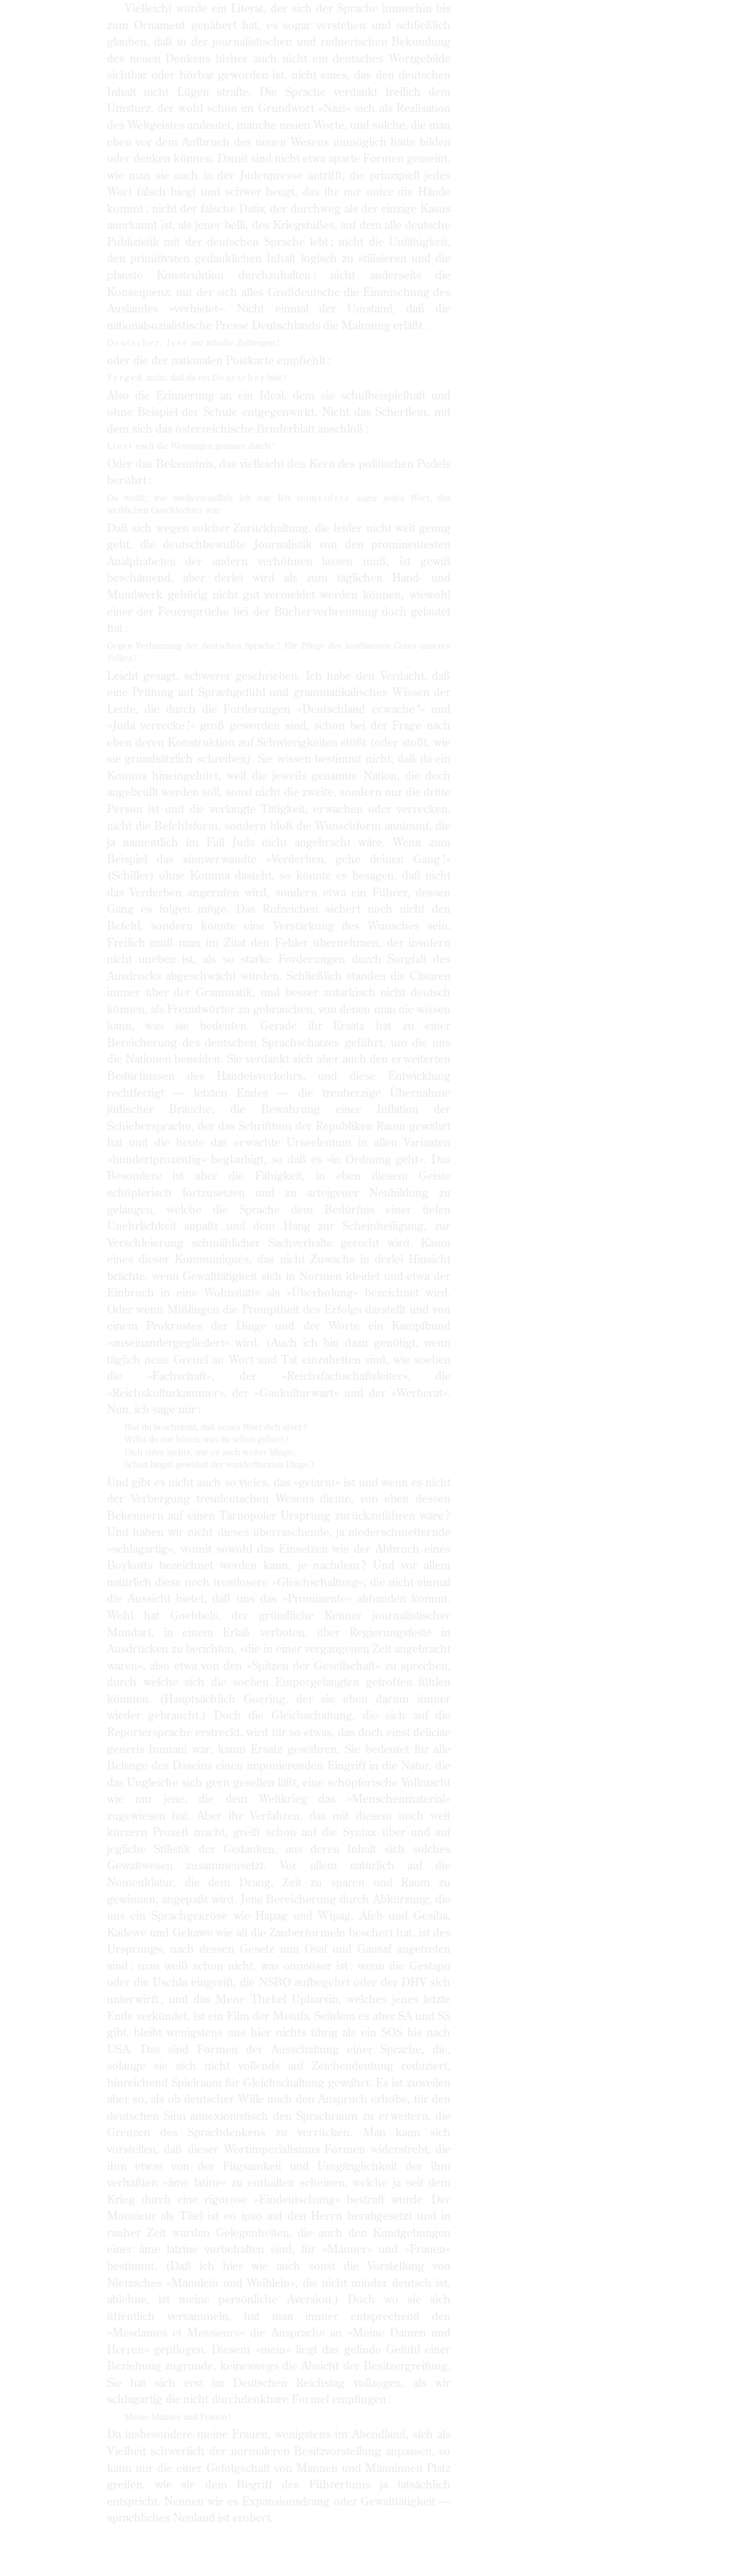 Vielleicht würde ein Literat, der sich der Sprache immerhin bis
zum Ornament genähert hat, es sogar verstehen und schließlich
glauben, daß in der journalistischen und rednerischen Bekundung
des neuen Denkens bisher auch nicht ein deutsches Wortgebilde
sichtbar oder hörbar geworden ist, nicht eines, das den deutschen
Inhalt nicht Lügen strafte. Die Sprache verdankt freilich dem
Umsturz, der wohl schon im Grundwort »Nazi« sich als Realisation
des Weltgeistes andeutet, manche neuen Worte, und solche, die man
eben vor dem Aufbruch des neuen Wesens unmöglich hätte bilden
oder denken können. Damit sind nicht etwa aparte Formen gemeint,
wie man sie auch in der Judenpresse antrifft, die prinzipiell jedes
Wort falsch biegt und schwer beugt, das ihr nur unter die Hände
kommt ; nicht der falsche Dativ, der durchweg als der einzige Kasus
anerkannt ist, als jener belli, des Kriegsfußes, auf dem alle deutsche
Publizistik mit der deutschen Sprache lebt ; nicht die Unfähigkeit,
den primitivsten gedanklichen Inhalt logisch zu stilisieren und die
planste Konstruktion durchzuhalten ; nicht anderseits die
Konsequenz, mit der sich alles Großdeutsche die Einmischung des
Auslandes »verbietet«. Nicht einmal der Umstand, daß die
nationalsozialistische Presse Deutschlands die Mahnung erläßt :
Deutscher, lese nur arische Zeitungen !
oder die der nationalen Postkarte empfiehlt :
Vergeß nicht, daß du ein Deutscher bist !
Also die Erinnerung an ein Ideal, dem sie schulbeispielhaft und
ohne Beispiel der Schule entgegenwirkt. Nicht das Scherflein, mit
dem sich das österreichische Bruderblatt anschloß :
Liest euch die Weisungen genauer durch !
Oder das Bekenntnis, das vielleicht den Kern des politischen Pudels
berührt :
Du weißt, wie weiberfeindlich ich war. Ich vermeidete sogar jedes Wort, das
weiblichen Geschlechtes war.
Daß sich wegen solcher Zurückhaltung, die leider nicht weit genug
geht, die deutschbewußte Journalistik von den prominentesten
Analphabeten der andern verhöhnen lassen muß, ist gewiß
beschämend, aber derlei wird als zum täglichen Hand- und
Mundwerk gehörig nicht gut vermeidet werden können, wiewohl
einer der Feuersprüche bei der Bücherverbrennung doch gelautet
hat :
Gegen Verhunzung der deutschen Sprache ! Für Pflege des kostbarsten Gutes unseres
Volkes !
Leicht gesagt, schwerer geschrieben. Ich habe den Verdacht, daß
eine Prüfung auf Sprachgefühl und grammatikalisches Wissen der
Leute, die durch die Forderungen »Deutschland erwache !« und
»Juda verrecke !« groß geworden sind, schon bei der Frage nach
eben deren Konstruktion auf Schwierigkeiten stößt (oder stoßt, wie
sie grundsätzlich schreiben). Sie wissen bestimmt nicht, daß da ein
Komma hineingehört, weil die jeweils genannte Nation, die doch
angebrüllt werden soll, sonst nicht die zweite, sondern nur die dritte
Person ist und die verlangte Tätigkeit, erwachen oder verrecken,
nicht die Befehlsform, sondern bloß die Wunschform annimmt, die
ja namentlich im Fall Juda nicht angebracht wäre. Wenn zum
Beispiel das sinnverwandte »Verderben, gehe deinen Gang !«
(Schiller) ohne Komma dasteht, so könnte es besagen, daß nicht
das Verderben angerufen wird, sondern etwa ein Führer, dessen
Gang es folgen möge. Das Rufzeichen sichert noch nicht den
Befehl, sondern könnte eine Verstärkung des Wunsches sein.
Freilich muß man im Zitat den Fehler übernehmen, der insofern
nicht uneben ist, als so starke Forderungen durch Sorgfalt des
Ausdrucks abgeschwächt würden. Schließlich standen die Cäsaren
immer über der Grammatik, und besser autarkisch nicht deutsch
können, als Fremdwörter zu gebrauchen, von denen man nie wissen
kann, was sie bedeuten. Gerade ihr Ersatz hat zu einer
Bereicherung des deutschen Sprachschatzes geführt, um die uns
die Nationen beneiden. Sie verdankt sich aber auch den erweiterten
Bedürfnissen des Handelsverkehrs, und diese Entwicklung
rechtfertigt — letzten Endes — die treuherzige Übernahme
jüdischer Bräuche, die Bewahrung einer Inflation der
Schiebersprache, der das Schrifttum der Republiken Raum gewährt
hat und die heute das erwachte Urseelentum in allen Varianten
»hundertprozentig« beglaubigt, so daß es »in Ordnung geht«. Das
Besondere ist aber die Fähigkeit, in eben diesem Geiste
schöpferisch fortzusetzen und zu arteigener Neubildung zu
gelangen, welche die Sprache dem Bedürfnis einer tiefen
Unehrlichkeit anpaßt und dem Hang zur Scheinheiligung, zur
Verschleierung schmählicher Sachverhalte gerecht wird. Kaum
eines dieser Kommuniqués, das nicht Zuwachs in derlei Hinsicht
brächte, wenn Gewalttätigkeit sich in Normen kleidet und etwa der
Einbruch in eine Wohnstätte als »Überholung« bezeichnet wird.
Oder wenn Mißlingen die Promptheit des Erfolgs darstellt und von
einem Prokrustes der Dinge und der Worte ein Kampfbund
»auseinandergegliedert« wird. (Auch ich bin dazu genötigt, wenn
täglich neue Greuel an Wort und Tat einzubetten sind, wie soeben
die »Fachschaft«, der »Reichsfachschaftsleiter«, die
»Reichskulturkammer«, der »Gaukulturwart« und der »Werberat«.
Nun, ich sage mir :
Bist du beschränkt, daß neues Wort dich stört ?
Willst du nur hören, was du schon gehört ?
Dich störe nichts, wie es auch weiter klinge,
Schon längst gewohnt der wunderbarsten Dinge.)
Und gibt es nicht auch so vieles, das »getarnt« ist und wenn es nicht
der Verbergung treudeutschen Wesens diente, von eben dessen
Bekennern auf einen Tarnopoler Ursprung zurückzuführen wäre ?
Und haben wir nicht dieses überraschende, ja niederschmetternde
»schlagartig«, womit sowohl das Einsetzen wie der Abbruch eines
Boykotts bezeichnet werden kann, je nachdem ? Und vor allem
natürlich diese noch trostlosere »Gleichschaltung«, die nicht einmal
die Aussicht bietet, daß uns das »Prominente« abhanden kommt.
Wohl hat Goebbels, der gründliche Kenner journalistischer
Mundart, in einem Erlaß verboten, über Regierungsfeste in
Ausdrücken zu berichten, »die in einer vergangenen Zeit angebracht
waren«, also etwa von den »Spitzen der Gesellschaft« zu sprechen,
durch welche sich die soeben Emporgelangten getroffen fühlen
könnten. (Hauptsächlich Goering, der sie eben darum immer
wieder gebraucht.) Doch die Gleichschaltung, die sich auf die
Reportersprache erstreckt, wird für so etwas, das doch einst deliciae
generis humani war, kaum Ersatz gewähren. Sie bedeutet für alle
Belange des Daseins einen imponierenden Eingriff in die Natur, die
das Ungleiche sich gern gesellen läßt, eine schöpferische Vollmacht
wie nur jene, die dem Weltkrieg das »Menschenmaterial«
zugewiesen hat. Aber ihr Verfahren, das mit diesem noch weit
kürzern Prozeß macht, greift schon auf die Syntax über und auf
jegliche Stilistik der Gedanken, aus deren Inhalt sich solches
Gewaltwesen zusammensetzt. Vor allem natürlich auf die
Nomenklatur, die dem Drang, Zeit zu sparen und Raum zu
gewinnen, angepaßt wird. Jene Bereicherung durch Abkürzung, die
uns ein Sprachgekröse wie Hapag und Wipag, Afeb und Gesiba,
Kadewe und Gekawe wie all die Zauberformeln beschert hat, ist des
Ursprungs, nach dessen Gesetz nun Osaf und Gausaf angetreten
sind ; man weiß schon nicht, was ominöser ist : wenn die Gestapo
oder die Uschla eingreift, die NSBO aufbegehrt oder der DHV sich
unterwirft ; und das Mene Thekel Upharsin, welches jenes letzte
Ende verkündet, ist ein Film der Metufa. Seitdem es aber SA und SS
gibt, bleibt wenigstens uns hier nichts übrig als ein SOS bis nach
USA. Das sind Formen der Ausschaltung einer Sprache, die,
solange sie sich nicht vollends auf Zeichendeutung reduziert,
hinreichend Spielraum für Gleichschaltung gewährt. Es ist zuweilen
aber so, als ob deutscher Wille noch den Anspruch erhöbe, für den
deutschen Sinn annexionistisch den Sprachraum zu erweitern, die
Grenzen des Sprachdenkens zu verrücken. Man kann sich
vorstellen, daß dieser Wortimperialismus Formen widerstrebt, die
ihm etwas von der Fügsamkeit und Umgänglichkeit der ihm
verhaßten »âme latine« zu enthalten scheinen, welche ja seit dem
Krieg durch eine rigorose »Eindeutschung« bestraft wurde. Der
Monsieur als Titel ist eo ipso auf den Herrn herabgesetzt und in
rauher Zeit wurden Gelegenheiten, die auch den Kundgebungen
einer âme latrine vorbehalten sind, für »Männer« und »Frauen«
bestimmt. (Daß ich hier wie auch sonst die Vorstellung von
Nietzsches »Männlein und Weiblein«, die nicht minder deutsch ist,
ablehne, ist meine persönliche Aversion.) Doch wo sie sich
öffentlich versammeln, hat man immer entsprechend den
»Mesdames et Messieurs« die Ansprache an »Meine Damen und
Herren« gepflogen. Diesem »mein« liegt das gelinde Gefühl einer
Beziehung zugrunde, keineswegs die Absicht der Besitzergreifung.
Sie hat sich erst im Deutschen Reichstag vollzogen, als wir
schlagartig die nicht durchdenkbare Formel empfingen :
Meine Männer und Frauen !
Da insbesondere meine Frauen, wenigstens im Abendland, sich als
Vielheit schwerlich der normaleren Besitzvorstellung anpassen, so
kann nur die einer Gefolgschaft von Mannen und Männinnen Platz
greifen, wie sie dem Begriff des Führertums ja tatsächlich
entspricht. Nennen wir es Expansionsdrang oder Gewalttätigkeit —
sprachliches Neuland ist erobert.